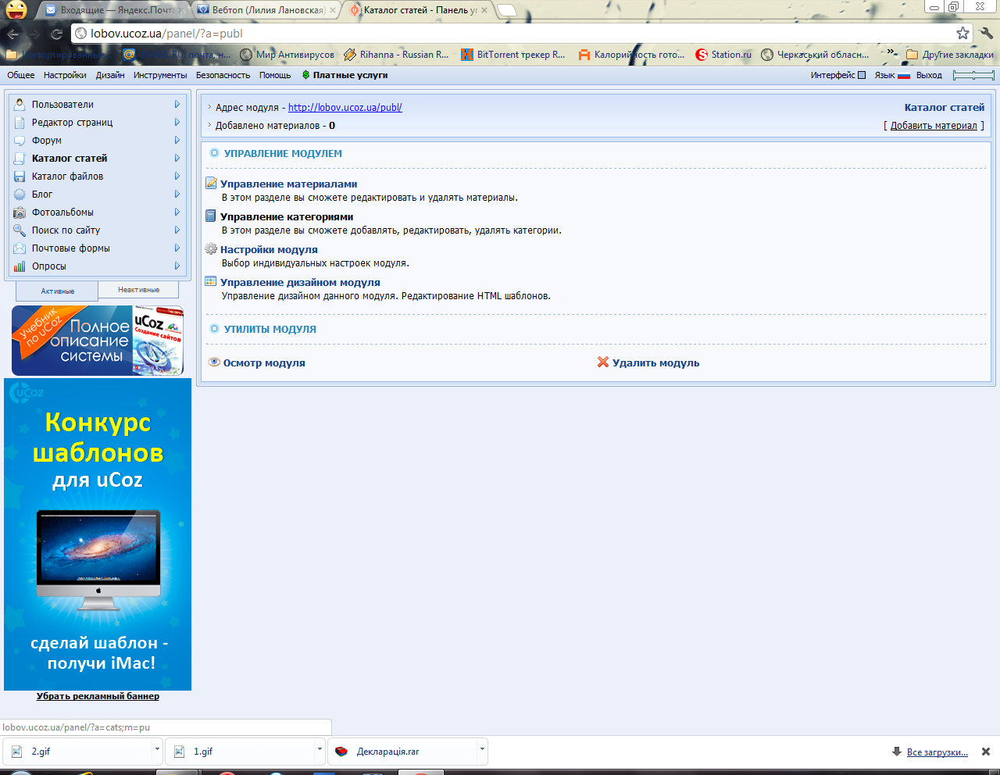 Входящие — Яндекс.Почта
Вебтоп (Лилия Лановская)
Каталог статей - Панель у
lobov.ucoz.ua/panel/?a=publ
Импортированные
почта, н...
Мир Антивирусов
Rihanna - Russian R...
BitTorrent трекер R...
Калорийность гото...
Station.ru
Черкаський обласн...
»
Другие закладки
Общее Настройки Дизайн Инструменты Безопасность Помощь Платные услуги
Интерфейс Язык Выход
Пользователи
Редактор страниц
Форум
Каталог статей
Каталог файлов
Блог
Фотоальбомы
Поиск по сайту
Почтовые формы
Опросы
Активные
Неактивные
Учебник
по uCoz
Полное
описание
системы
uCoz
Создание сайтов
uCoz
Конкурс
шаблонов
для uCoz
сделай шаблон -
получи iMac!
Убрать рекламный баннер
Адрес модуля - http://lobov.ucoz.ua/publ/
Каталог статей
Добавлено материалов - 0
[ Добавить материал ]
УПРАВЛЕНИЕ МОДУЛЕМ
Управление материалами
В этом разделе вы сможете редактировать и удалять материалы.
Управление категориями
В этом разделе вы сможете добавлять, редактировать, удалять категории.
Настройки модуля
Выбор индивидуальных настроек модуля.
Управление дизайном модуля
Управление дизайном данного модуля. Редактирование HTML шаблонов.
УТИЛИТЫ МОДУЛЯ
Осмотр модуля
Удалить модуль
lobov.ucoz.ua/panel/?a=cats;m=pu
2.gif
1.gif
Декларація.rar
Все загрузки...